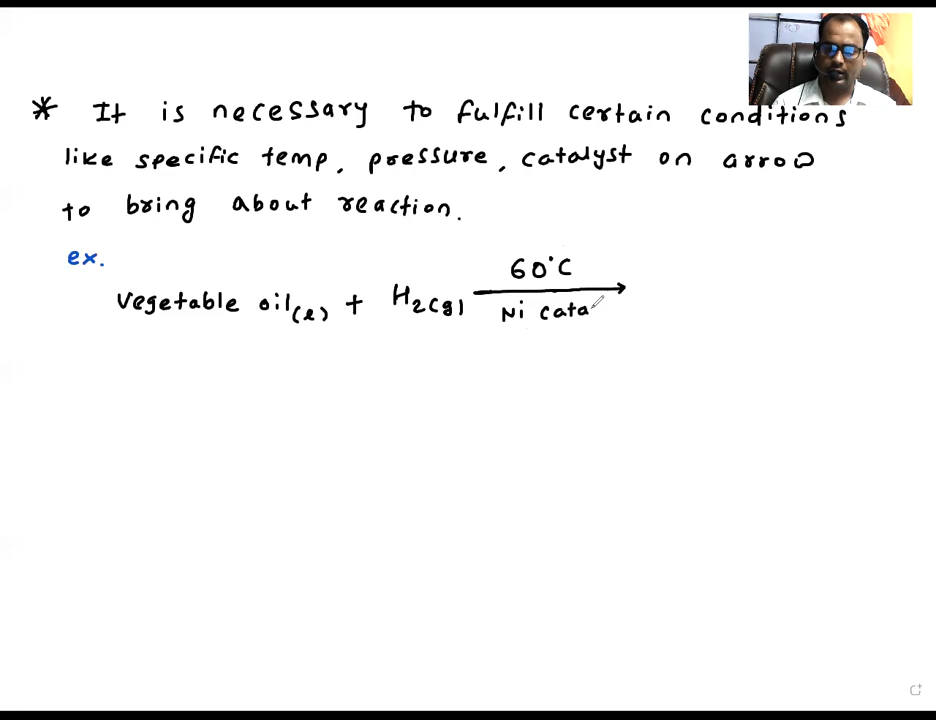 * It is necessary to fulfill certain conditions
like specific temp, pressure, catalyst on arrow
to bring about reaction.
ex.
60°C
Vegetable oil(l) + H2(g)
Ni cata